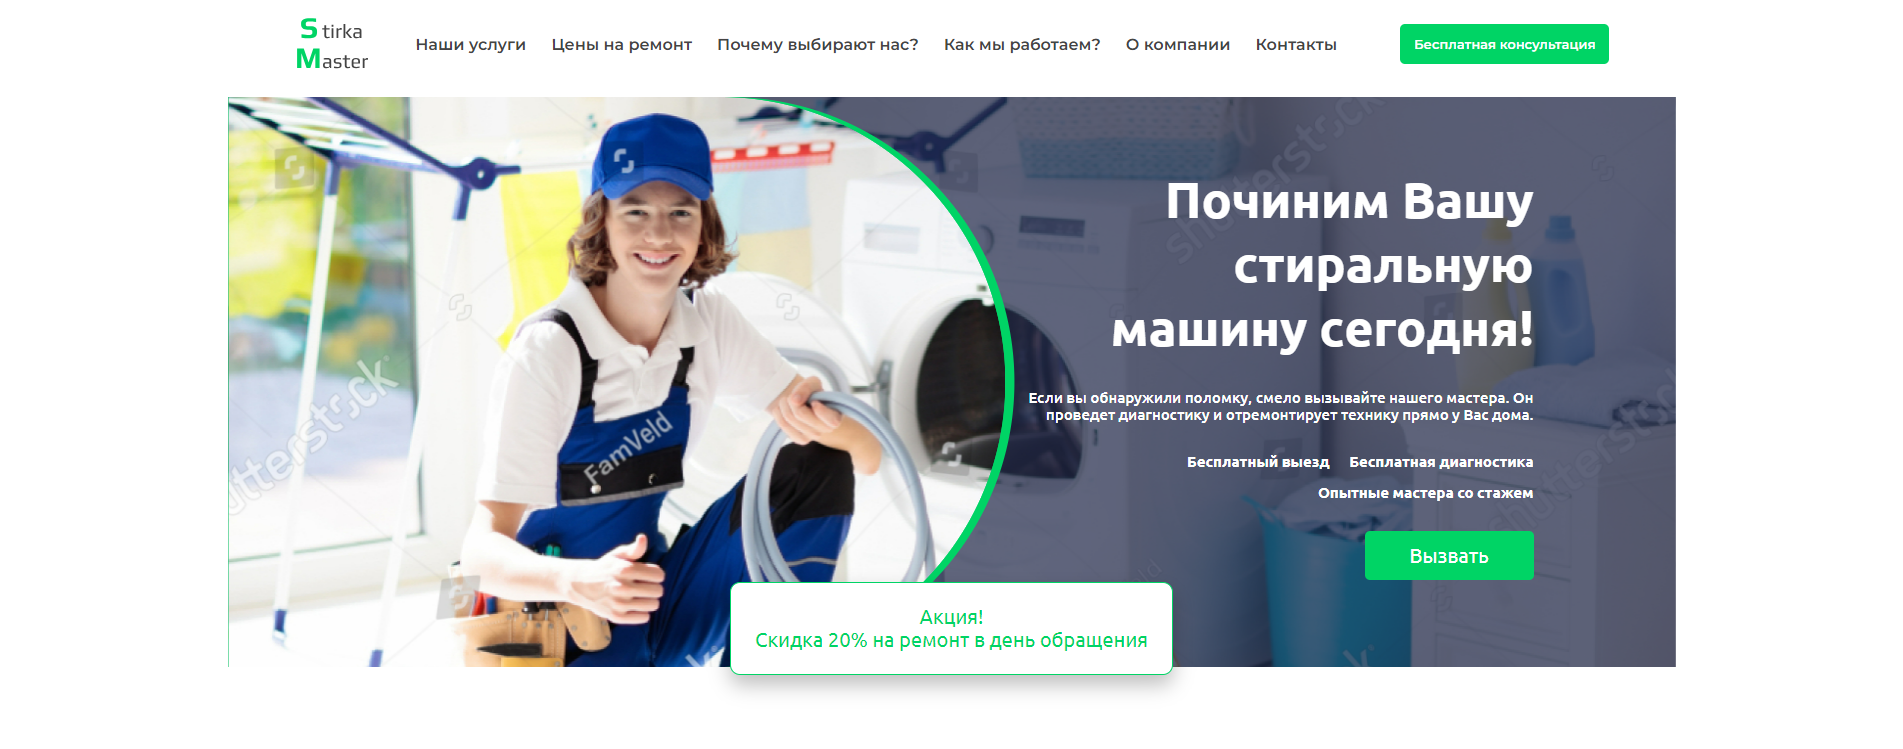 Stirka
Master
Наши услуги
Цены на ремонт
Почему выбирают нас?
Как мы работаем?
О компании
Контакты
Бесплатная консультация
Починим Вашу
стиральную
машину сегодня!
Если вы обнаружили поломку, смело вызывайте нашего мастера. Он
проведет диагностику и отремонтирует технику прямо у Вас дома.
Бесплатный выезд
Бесплатная диагностика
Опытные мастера со стажем
Вызвать
Акция!
Скидка 20% на ремонт в день обращения
shutterstock
shutterstock
shutterstock
FamVeld